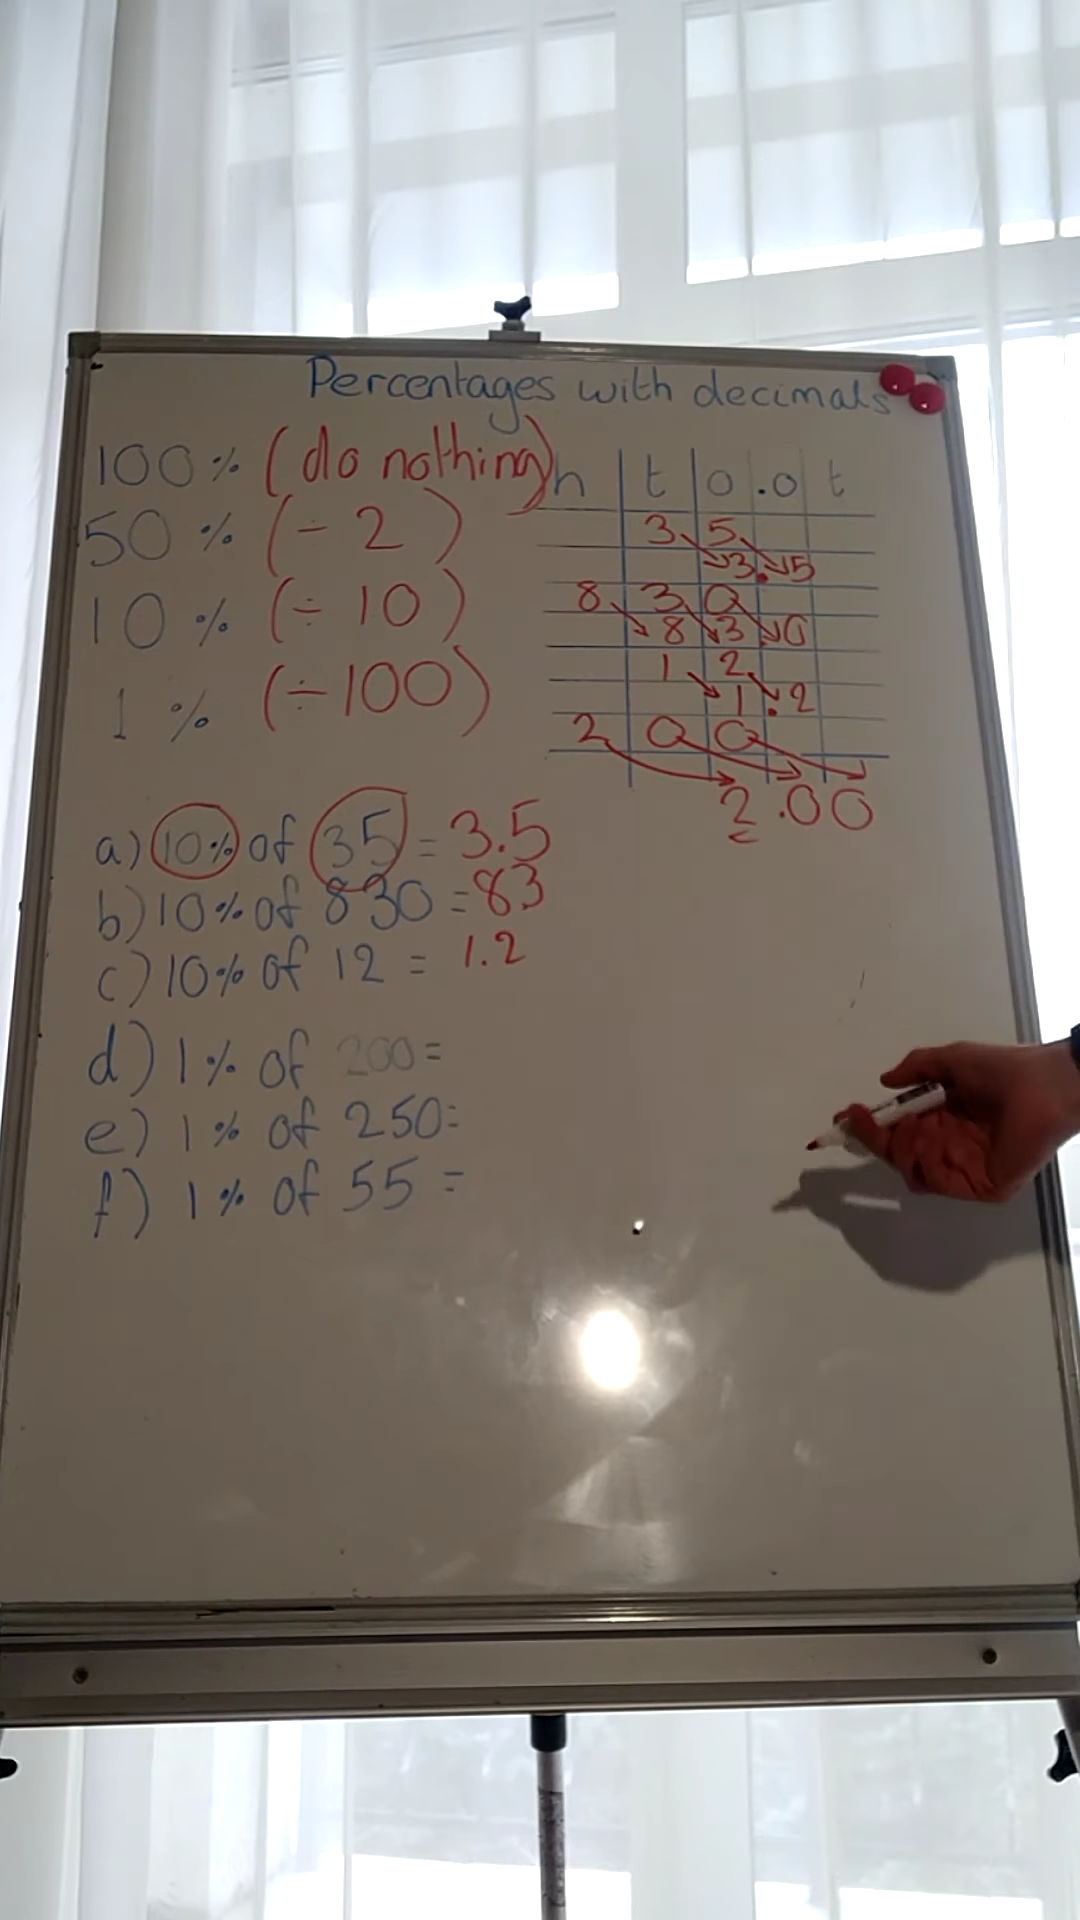 Percentages with decimals
100% (do nothing)
50% (÷ 2)
10% (÷ 10)
1% (÷100)
h t o . o t
3 5
3.5
8 3 0
8 3 0
1 2
1.2
2 0 0
2.00
a) 10% of 35 = 3.5
b) 10% of 830 = 83
c) 10% of 12 = 1.2
d) 1% of 200 =
e) 1% of 250 =
f) 1% of 55 =